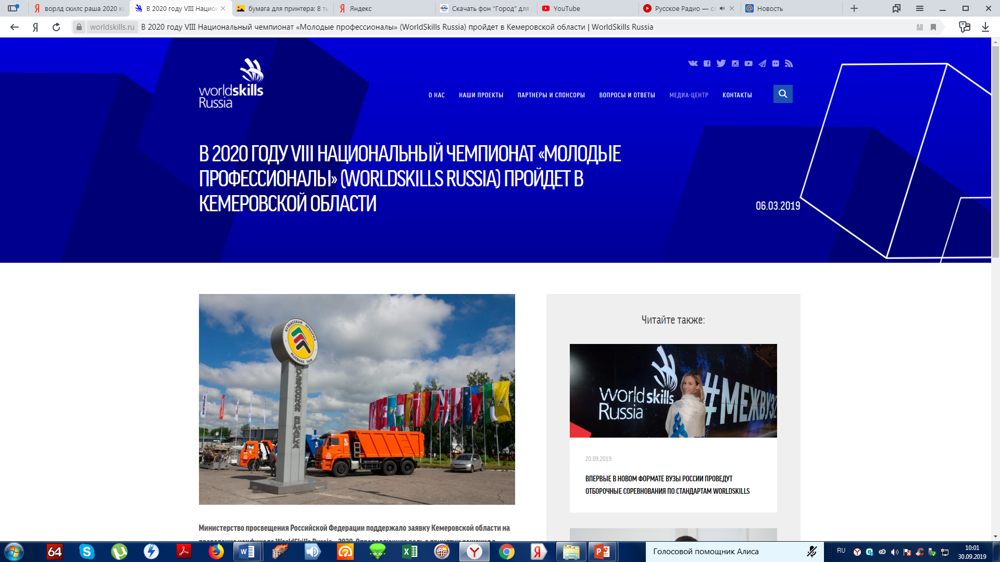 ворлд скилс раша 2020 к
В 2020 году VIII Национ
бумага для принтера: 8 ты
Яндекс
Скачать фон “Город” для
YouTube
Русское Радио — сл
Новость
worldskills.ru В 2020 году VIII Национальный чемпионат «Молодые профессионалы» (WorldSkills Russia) пройдет в Кемеровской области | WorldSkills Russia
worldskills
Russia
О НАС НАШИ ПРОЕКТЫ ПАРТНЕРЫ И СПОНСОРЫ ВОПРОСЫ И ОТВЕТЫ МЕДИА-ЦЕНТР КОНТАКТЫ
В 2020 ГОДУ VIII НАЦИОНАЛЬНЫЙ ЧЕМПИОНАТ «МОЛОДЫЕ
ПРОФЕССИОНАЛЫ» (WORLDSKILLS RUSSIA) ПРОЙДЕТ В
КЕМЕРОВСКОЙ ОБЛАСТИ
06.03.2019
КУЗБАССКАЯ ЯРМАРКА
KUZBASS FAIR
КУЗБАССКАЯ ЯРМАРКА
Министерство просвещения Российской Федерации поддержало заявку Кемеровской области на
Читайте также:
worldskills
Russia
#МЕЖВУЗ2
20.09.2019
ВПЕРВЫЕ В НОВОМ ФОРМАТЕ ВУЗЫ РОССИИ ПРОВЕДУТ
ОТБОРОЧНЫЕ СОРЕВНОВАНИЯ ПО СТАНДАРТАМ WORLDSKILLS
64
Голосовой помощник Алиса
RU
10:01
30.09.2019